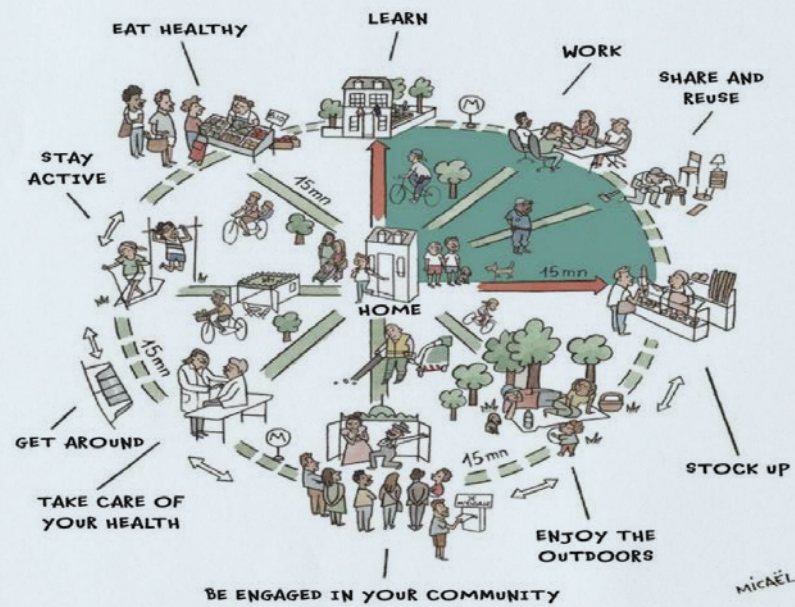 LEARN
EAT HEALTHY
WORK
SHARE AND
REUSE
BIO
M
STAY
ACTIVE
15mn
15mn
HOME
15mn
GET AROUND
M
15mn
STOCK UP
TAKE CARE OF
YOUR HEALTH
ENJOY THE
OUTDOORS
MICAËL
BE ENGAGED IN YOUR COMMUNITY